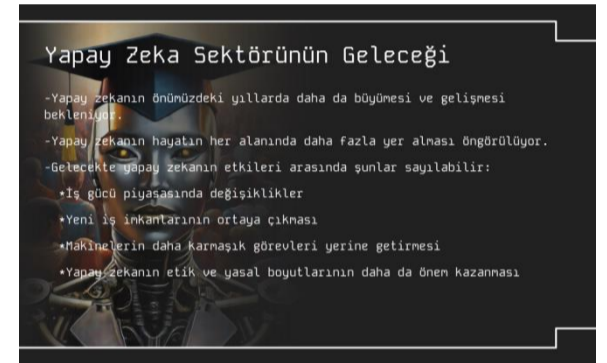 Yapay Zeka Sektörünün Geleceği
-Yapay zekanın önümüzdeki yıllarda daha da büyümesi ve gelişmesi
bekleniyor.
-Yapay zekanın hayatın her alanında daha fazla yer alması öngörülüyor.
-Gelecekte yapay zekanın etkileri arasında şunlar sayılabilir:
*İş gücü piyasasında değişiklikler
*Yeni iş imkanlarının ortaya çıkması
*Makinelerin daha karmaşık görevleri yerine getirmesi
*Yapay zekanın etik ve yasal boyutlarının daha da önem kazanması